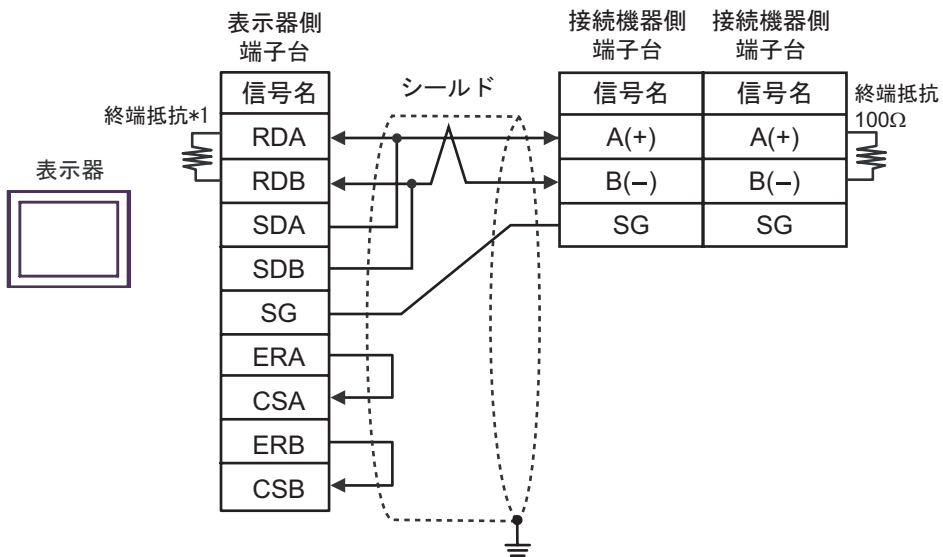 表示器側
端子台
接続機器側
端子台
接続機器側
端子台
信号名
シールド
信号名
信号名
終端抵抗
100Ω
終端抵抗*1
RDA
A(+)
A(+)
表示器
RDB
B(−)
B(−)
SDA
SG
SG
SDB
SG
ERA
CSA
ERB
CSB